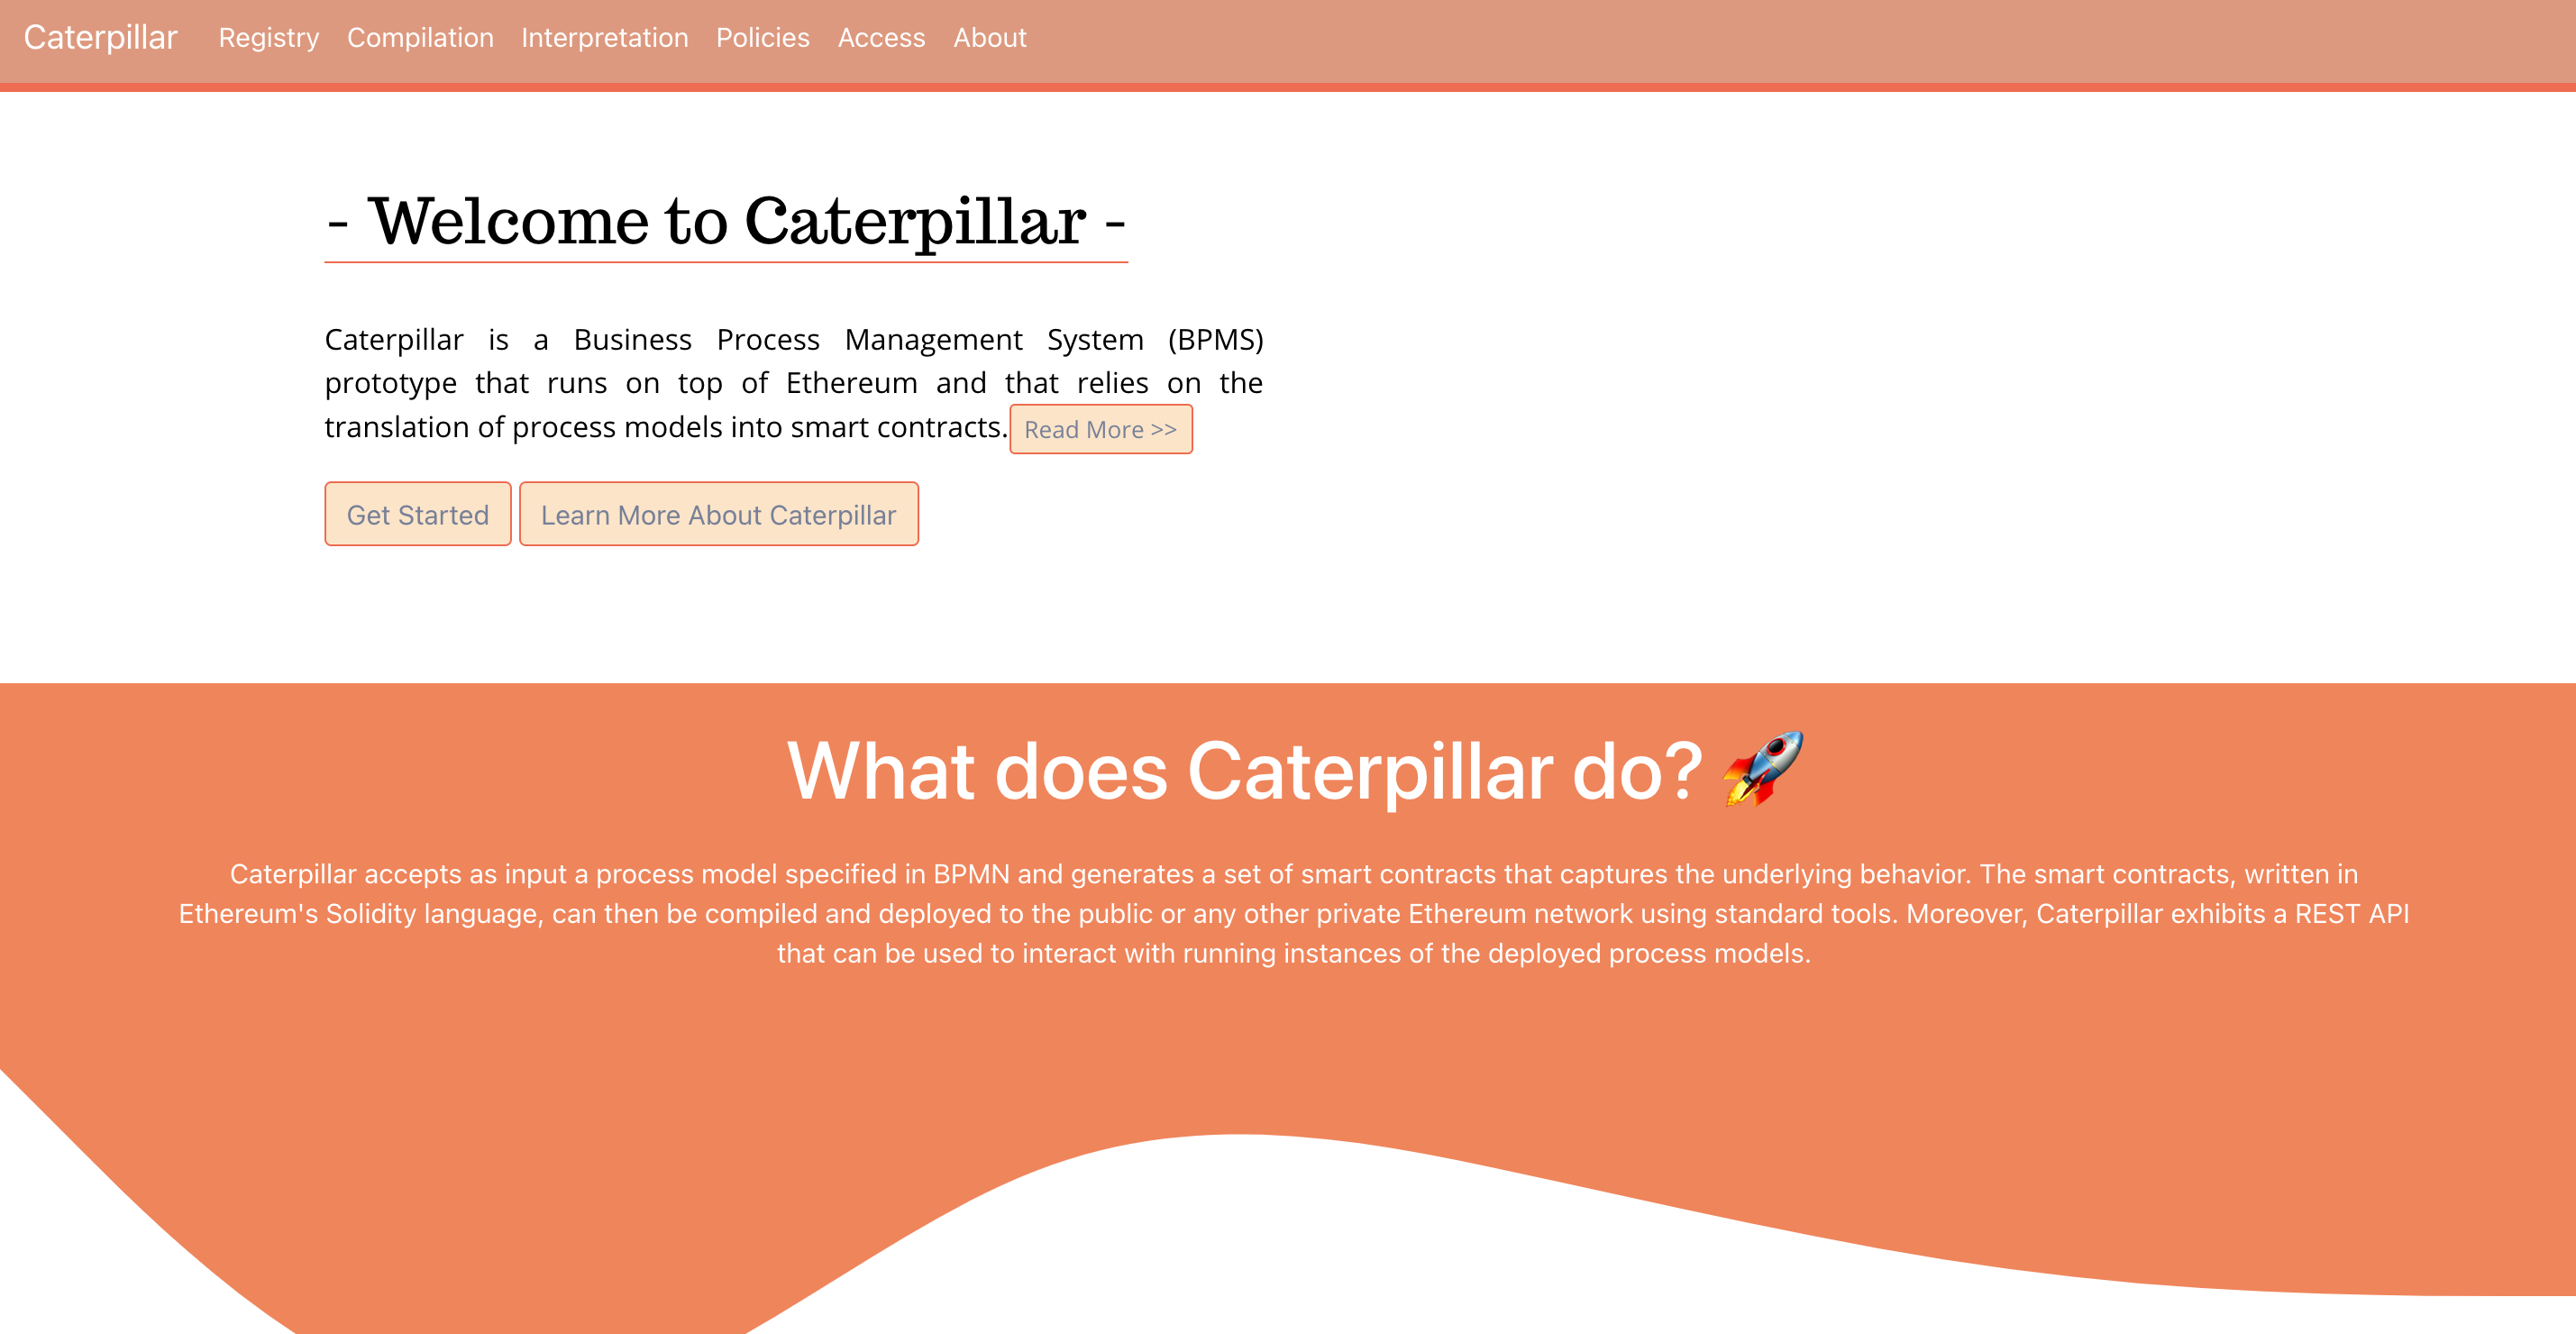 Caterpillar Registry Compilation Interpretation Policies Access About
- Welcome to Caterpillar -
Caterpillar is a Business Process Management System (BPMS)
prototype that runs on top of Ethereum and that relies on the
translation of process models into smart contracts. Read More >>
Get Started Learn More About Caterpillar
What does Caterpillar do? 🚀
Caterpillar accepts as input a process model specified in BPMN and generates a set of smart contracts that captures the underlying behavior. The smart contracts, written in
Ethereum's Solidity language, can then be compiled and deployed to the public or any other private Ethereum network using standard tools. Moreover, Caterpillar exhibits a REST API
that can be used to interact with running instances of the deployed process models.